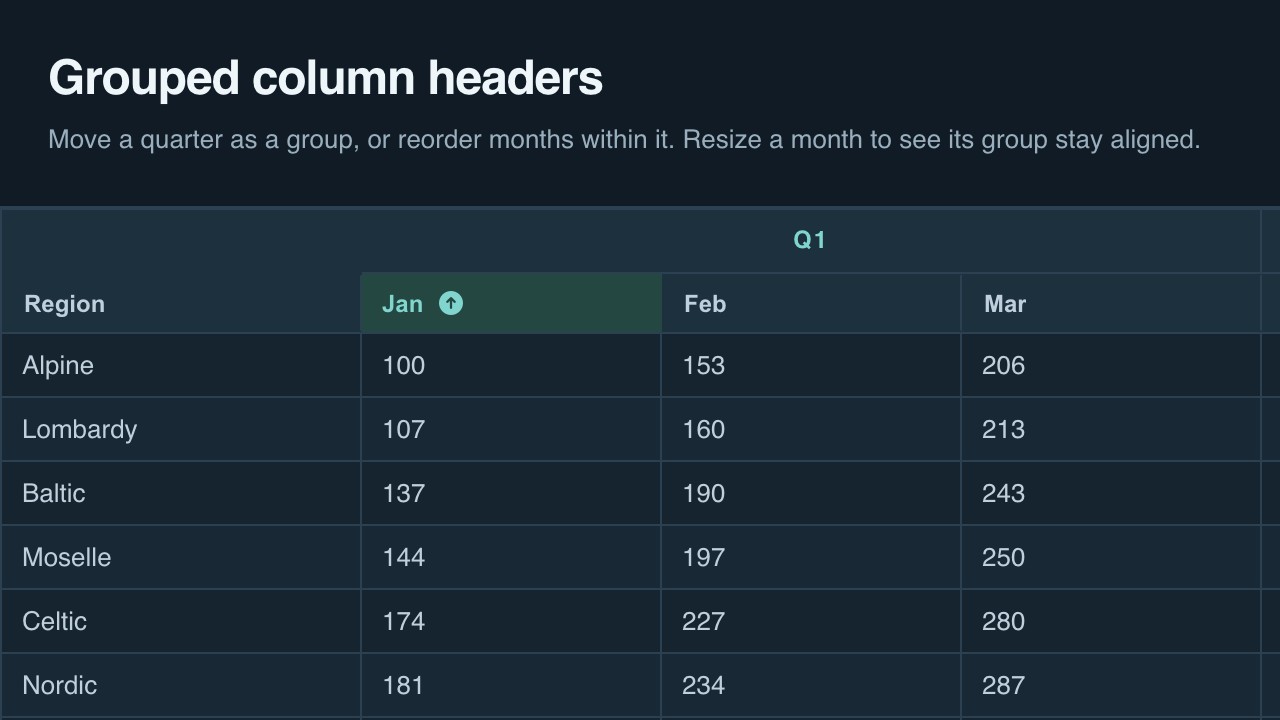 Grouped column headers
Move a quarter as a group, or reorder months within it. Resize a month to see its group stay aligned.
Q1
Region Jan Feb Mar
Alpine 100 153 206
Lombardy 107 160 213
Baltic 137 190 243
Moselle 144 197 250
Celtic 174 227 280
Nordic 181 234 287